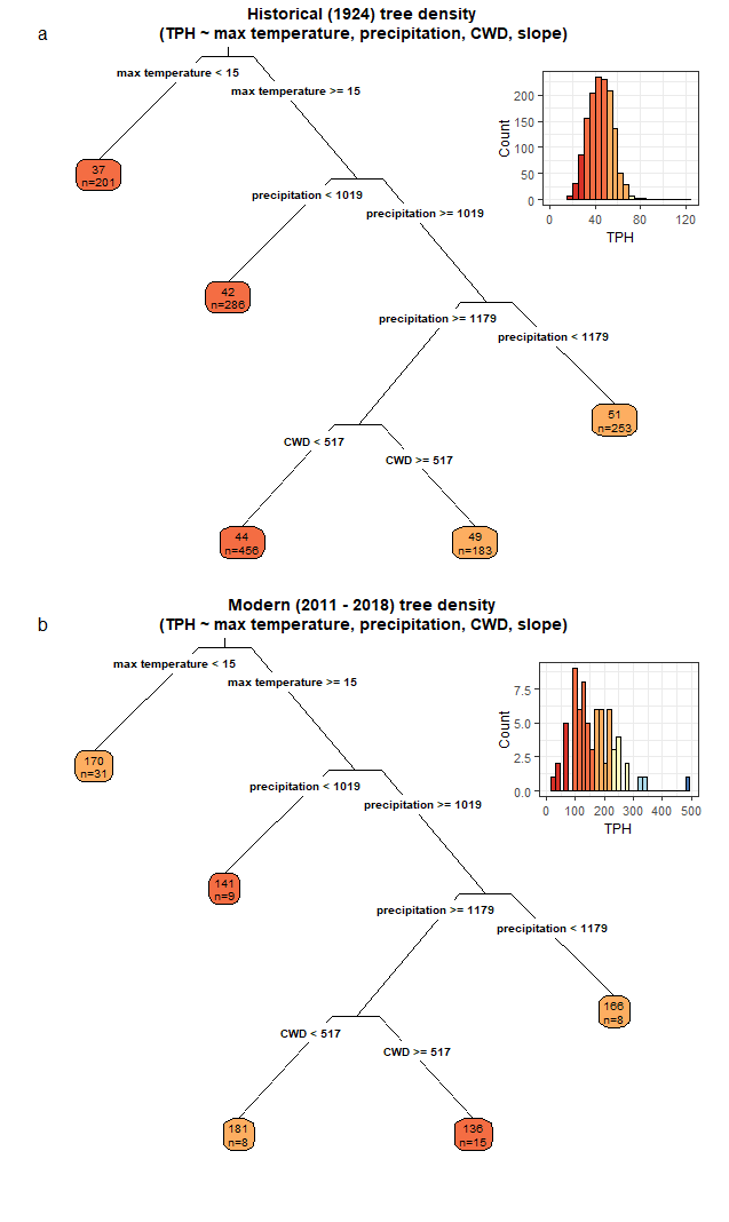 a
Historical (1924) tree density
(TPH ~ max temperature, precipitation, CWD, slope)
max temperature < 15
max temperature >= 15
37
n=201
precipitation < 1019
precipitation >= 1019
42
n=286
precipitation >= 1179
precipitation < 1179
51
n=253
CWD < 517
CWD >= 517
44
n=456
49
n=183
Count
200
150
100
50
0
0 40 80 120
TPH
b
Modern (2011 - 2018) tree density
(TPH ~ max temperature, precipitation, CWD, slope)
max temperature < 15
max temperature >= 15
170
n=31
precipitation < 1019
precipitation >= 1019
141
n=9
precipitation >= 1179
precipitation < 1179
166
n=8
CWD < 517
CWD >= 517
181
n=8
136
n=15
Count
7.5
5.0
2.5
0.0
0 100 200 300 400 500
TPH